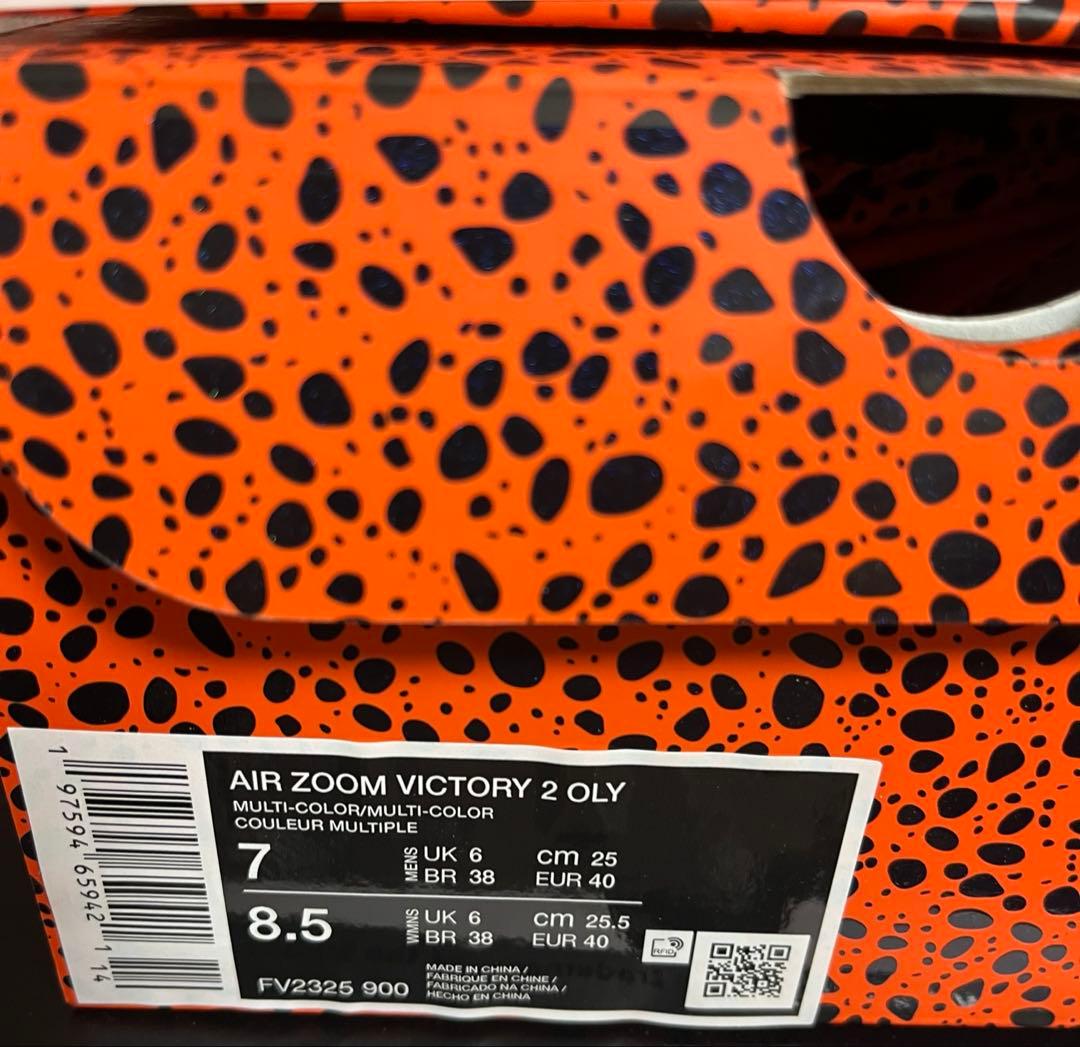 AIR ZOOM VICTORY 2 OLY
MULTI-COLOR/MULTI-COLOR
COULEUR MULTIPLE
7 MENS UK 6 cm 25
BR 38 EUR 40
8.5 WMNS UK 6 cm 25.5
BR 38 EUR 40
RFID
FV2325 900
MADE IN CHINA /
FABRIQUE EN CHINE /
FABRICADO NA CHINA /
HECHO EN CHINA
1 97594 65942 1 14